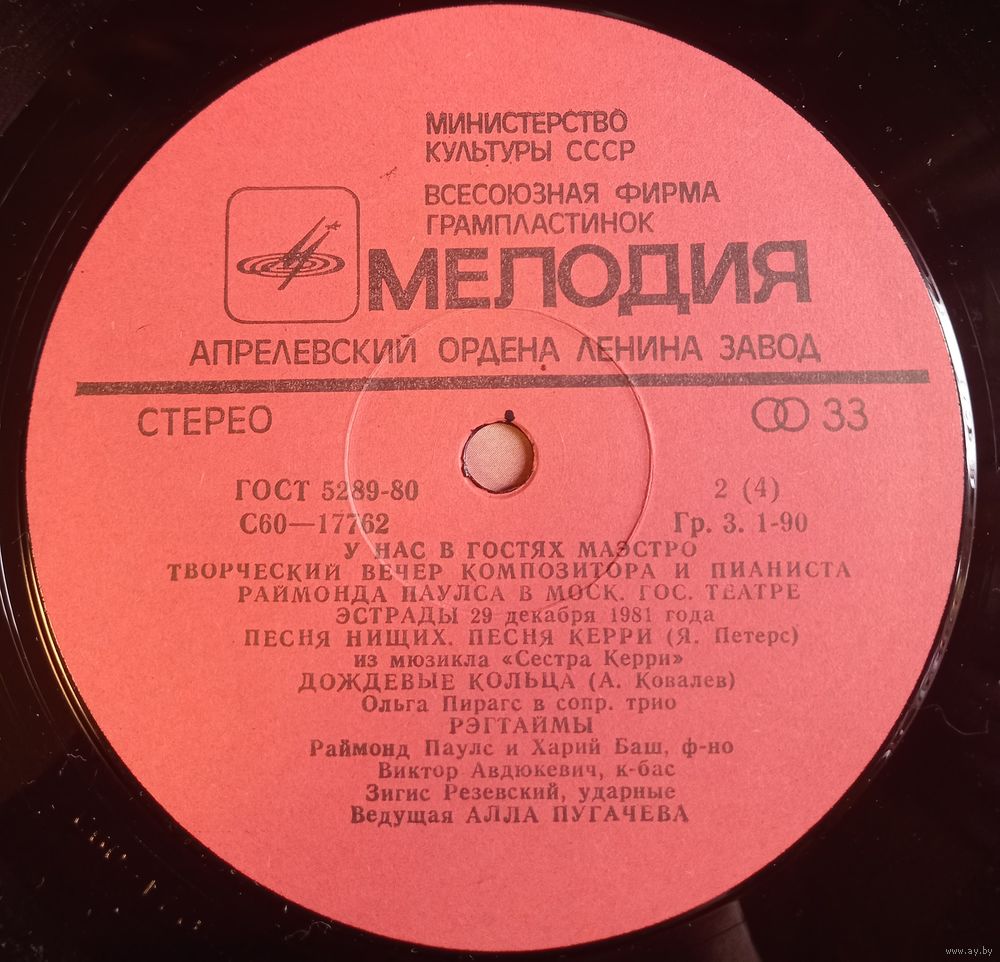 МИНИСТЕРСТВО
КУЛЬТУРЫ СССР
ВСЕСОЮЗНАЯ ФИРМА
ГРАМПЛАСТИНОК
МЕЛОДИЯ
АПРЕЛЕВСКИЙ ОРДЕНА ЛЕНИНА ЗАВОД
СТЕРЕО 33
ГОСТ 5289-80 2 (4)
С60—17762 Гр. 3. 1-90
У НАС В ГОСТЯХ МАЭСТРО
ТВОРЧЕСКИЙ ВЕЧЕР КОМПОЗИТОРА И ПИАНИСТА
РАЙМОНДА ПАУЛСА В МОСК. ГОС. ТЕАТРЕ
ЭСТРАДЫ 29 декабря 1981 года
ПЕСНЯ НИЩИХ. ПЕСНЯ КЕРРИ (Я. Петерс)
из мюзикла «Сестра Керри»
ДОЖДЕВЫЕ КОЛЬЦА (А. Ковалев)
Ольга Пирагс в сопр. трио
РЭГТАЙМЫ
Раймонд Паулс и Харий Баш, ф-но
Виктор Авдюкевич, к-бас
Зигис Резевский, ударные
Ведущая АЛЛА ПУГАЧЕВА
www.ay.by